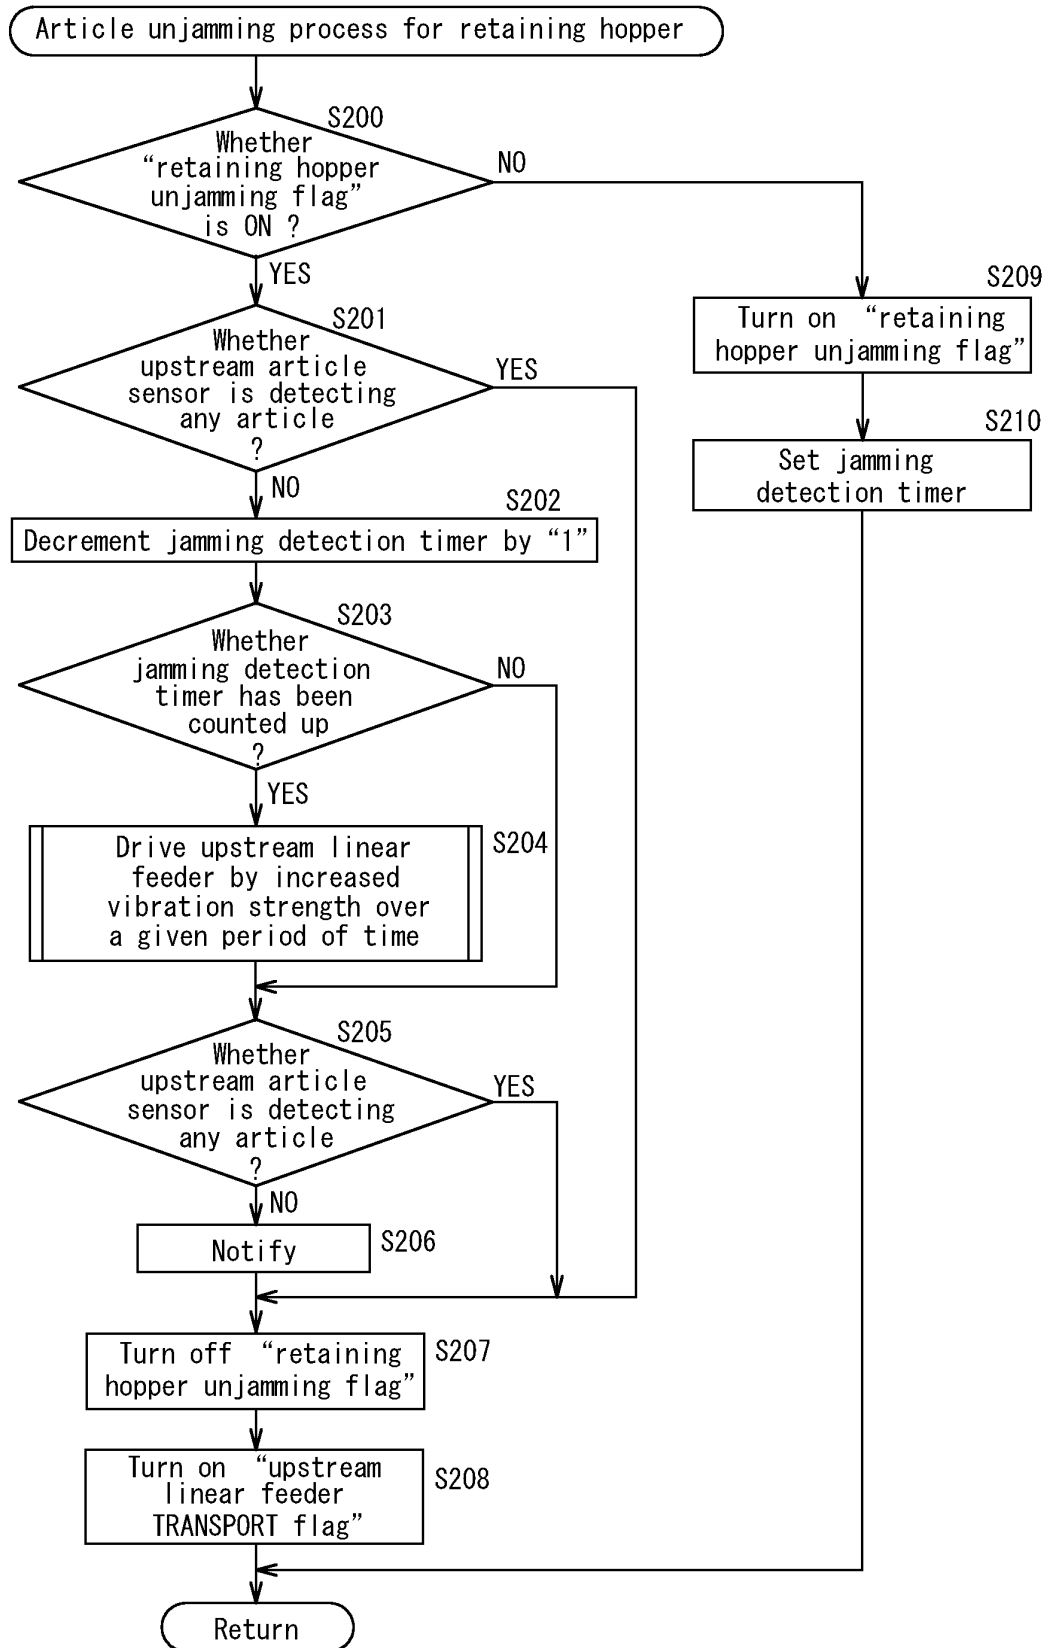 Article unjamming process for retaining hopper
S200
Whether
“retaining hopper
unjamming flag”
is ON ?
NO
YES
S209
Turn on “retaining
hopper unjamming flag”
S210
Set jamming
detection timer
S201
Whether
upstream article
sensor is detecting
any article
?
YES
NO
S202
Decrement jamming detection timer by “1”
S203
Whether
jamming detection
timer has been
counted up
?
NO
YES
S204
Drive upstream linear
feeder by increased
vibration strength over
a given period of time
S205
Whether
upstream article
sensor is detecting
any article
?
YES
NO
Notify
S206
Turn off “retaining
hopper unjamming flag”
S207
Turn on “upstream
linear feeder
TRANSPORT flag”
S208
Return